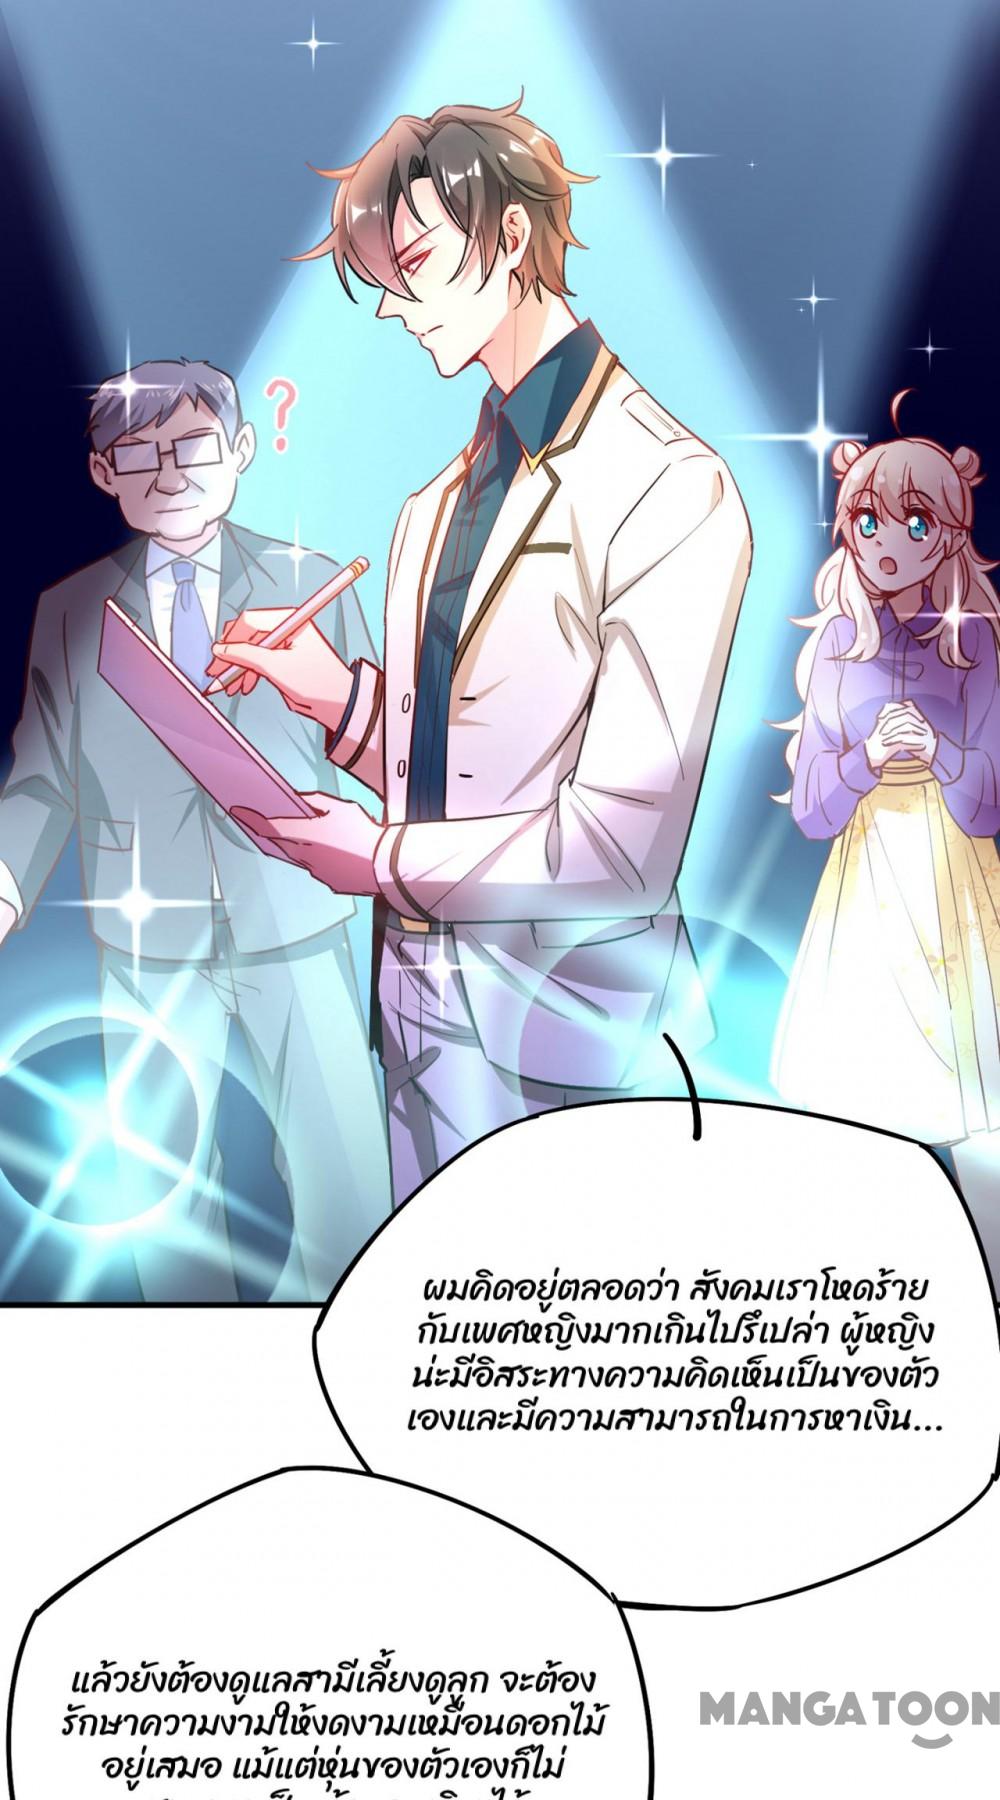 ?
ผมคิดอยู่ตลอดว่า สังคมเราโหดร้าย
กับเพศหญิงมากเกินไปรึเปล่า ผู้หญิง
น่ะมีอิสระทางความคิดเห็นเป็นของตัว
เองและมีความสามารถในการหาเงิน...
แล้วยังต้องดูแลสามีเลี้ยงดูลูก จะต้อง
รักษาความงามให้งดงามเหมือนดอกไม้
อยู่เสมอ แม้แต่หุ่นของตัวเองก็ไม่
MANGATOON